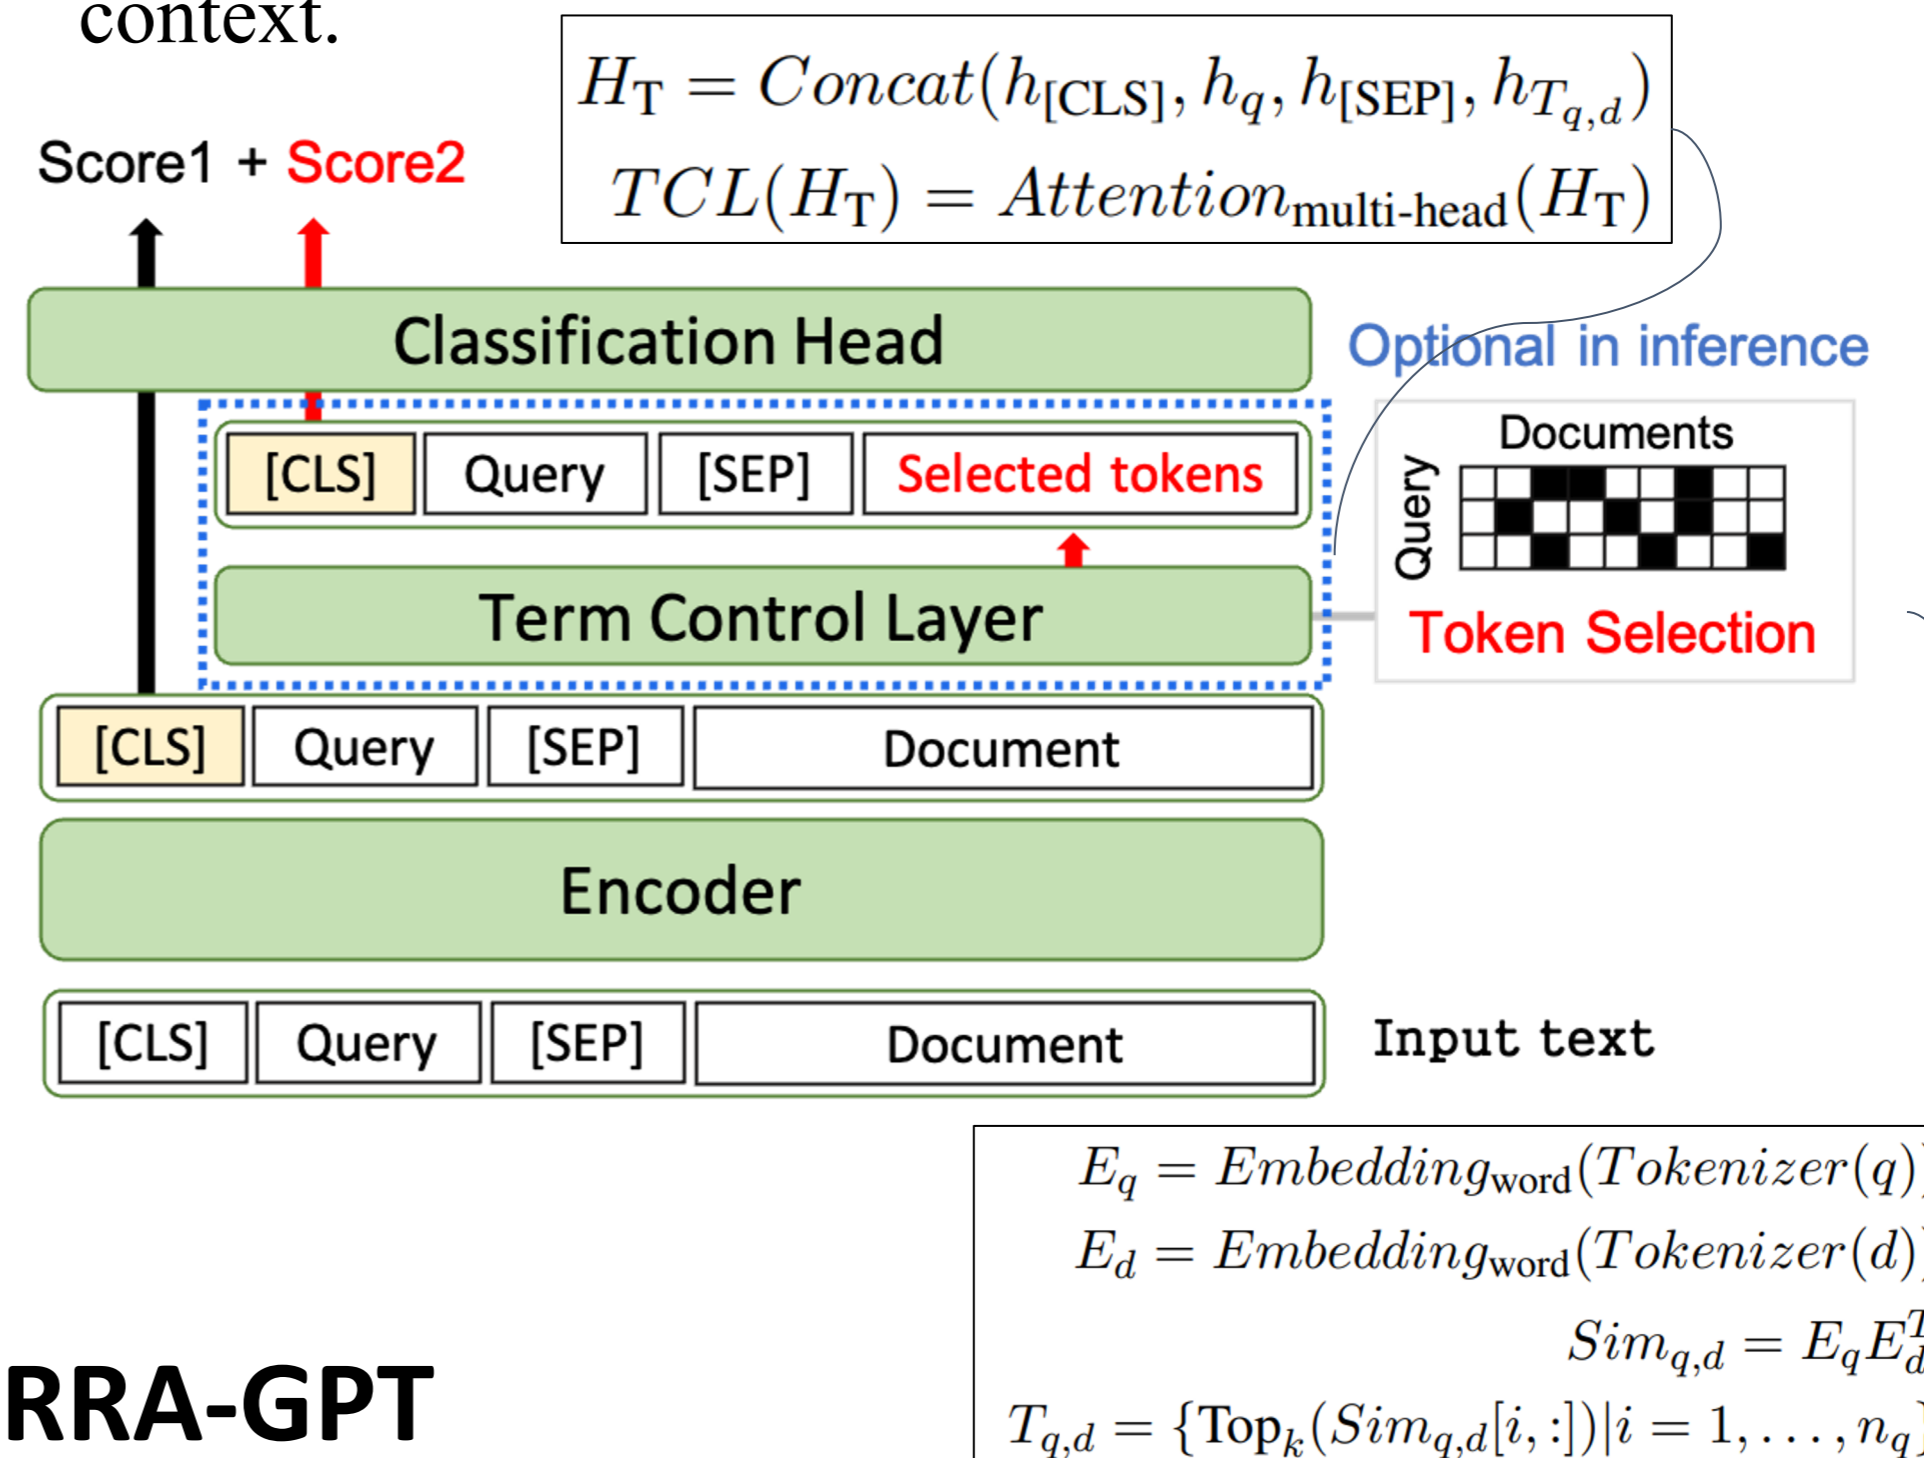 context.
H_T = Concat(h_[CLS], h_q, h_[SEP], h_{T_{q,d}})
TCL(H_T) = Attention_multi-head(H_T)
Score1 + Score2
Classification Head
Optional in inference
[CLS] Query [SEP] Selected tokens
Documents
Query
Term Control Layer
Token Selection
[CLS] Query [SEP] Document
Encoder
[CLS] Query [SEP] Document
Input text
E_q = Embedding_word(Tokenizer(q)
E_d = Embedding_word(Tokenizer(d)
Sim_{q,d} = E_q E_d^T
T_{q,d} = {Top_k(Sim_{q,d}[i, :])|i = 1, . . . , n_q}
RRA-GPT